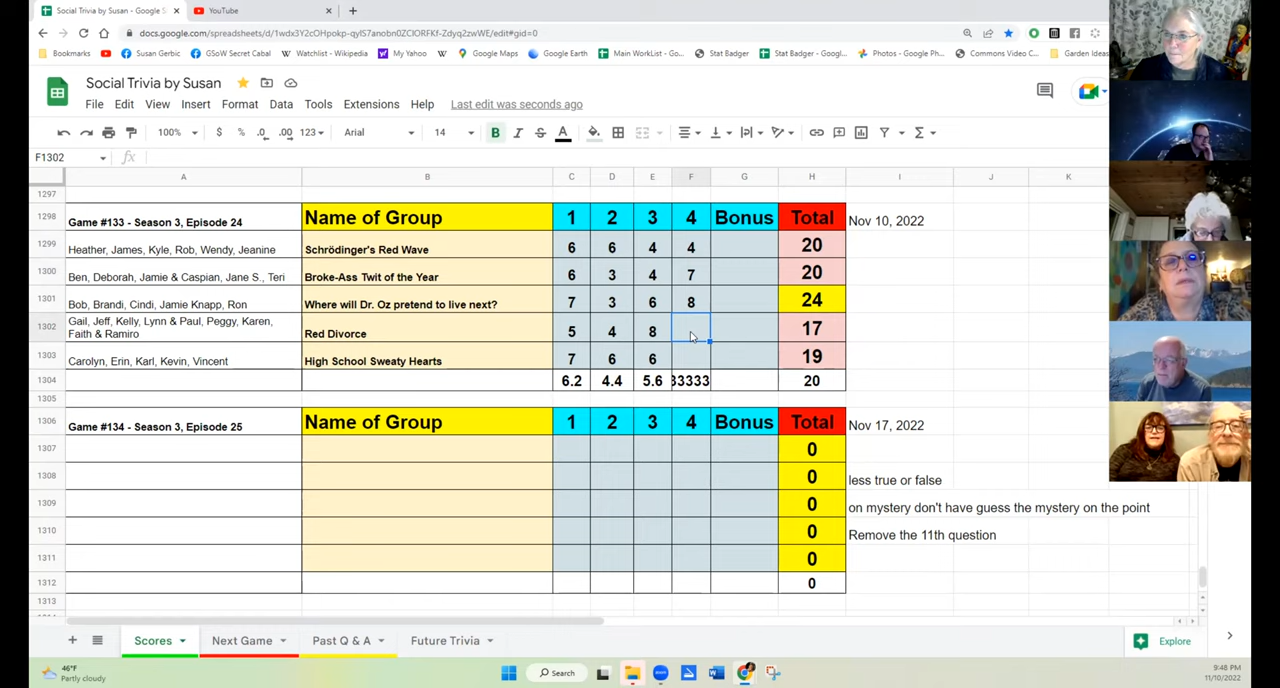 Social Trivia by Susan - Google S
YouTube
docs.google.com/spreadsheets/d/1wdx3Y2cOHpokp-qyIS7anobn0ZClORFKf-Zdyq2zwWE/edit#gid=0
Bookmarks Susan Gerbic GSoW Secret Cabal Watchlist - Wikipedia My Yahoo Google Maps Google Earth Main WorkList - Go... Stat Badger Stat Badger - Googl... Photos - Google Ph... Commons Video C... Garden Ideas
Social Trivia by Susan
File Edit View Insert Format Data Tools Extensions Help Last edit was seconds ago
100% $ % .0 .00 123 Arial 14 B I S A
F1302 fx
A B C D E F G H I J K
1297
1298 Game #133 - Season 3, Episode 24 Name of Group 1 2 3 4 Bonus Total Nov 10, 2022
1299 Heather, James, Kyle, Rob, Wendy, Jeanine Schrödinger's Red Wave 6 6 4 4 20
1300 Ben, Deborah, Jamie & Caspian, Jane S., Teri Broke-Ass Twit of the Year 6 3 4 7 20
1301 Bob, Brandi, Cindi, Jamie Knapp, Ron Where will Dr. Oz pretend to live next? 7 3 6 8 24
1302 Gail, Jeff, Kelly, Lynn & Paul, Peggy, Karen,
Faith & Ramiro Red Divorce 5 4 8 17
1303 Carolyn, Erin, Karl, Kevin, Vincent High School Sweaty Hearts 7 6 6 19
1304 6.2 4.4 5.6 33333 20
1305
1306 Game #134 - Season 3, Episode 25 Name of Group 1 2 3 4 Bonus Total Nov 17, 2022
1307 0
1308 0 less true or false
1309 0 on mystery don't have guess the mystery on the point
1310 0 Remove the 11th question
1311 0
1312 0
1313
Scores Next Game Past Q & A Future Trivia Explore
46°F
Partly cloudy
Search
9:48 PM
11/10/2022